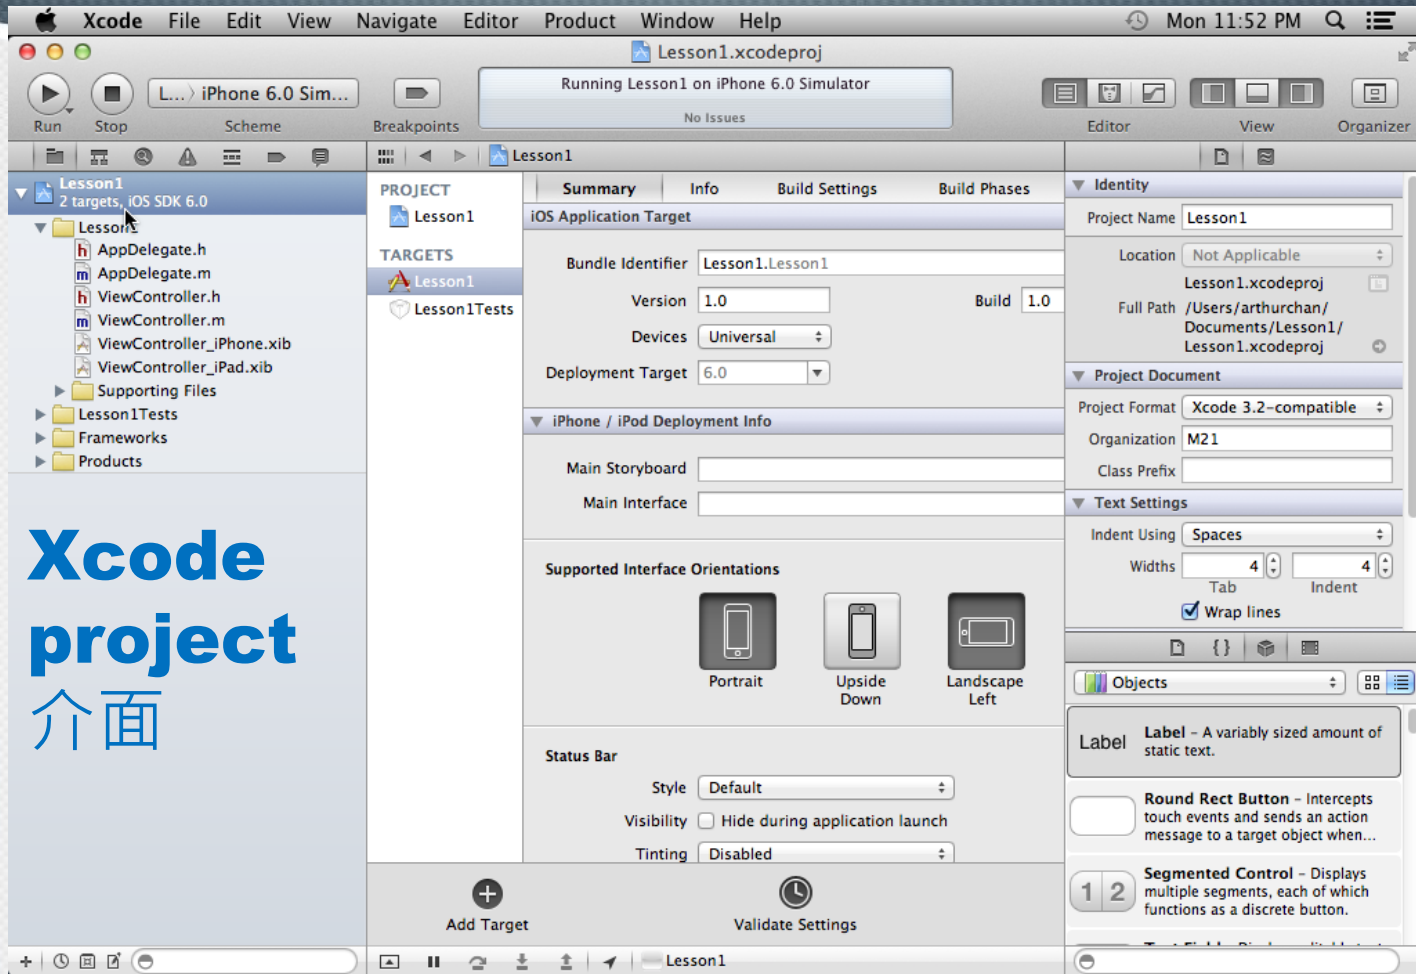 Xcode File Edit View Navigate Editor Product Window Help Mon 11:52 PM
Lesson1.xcodeproj
L... iPhone 6.0 Sim...
Running Lesson1 on iPhone 6.0 Simulator
No Issues
Run Stop Scheme Breakpoints Editor View Organizer
Lesson1
Lesson1
2 targets, iOS SDK 6.0
Lesson1
h AppDelegate.h
m AppDelegate.m
h ViewController.h
m ViewController.m
ViewController_iPhone.xib
ViewController_iPad.xib
Supporting Files
Lesson1Tests
Frameworks
Products
Xcode
project
介面
PROJECT
Lesson1
TARGETS
Lesson1
Lesson1Tests
Summary Info Build Settings Build Phases
iOS Application Target
Bundle Identifier Lesson1.Lesson1
Version 1.0 Build 1.0
Devices Universal
Deployment Target 6.0
iPhone / iPod Deployment Info
Main Storyboard
Main Interface
Supported Interface Orientations
Portrait
Upside
Down
Landscape
Left
Status Bar
Style Default
Visibility Hide during application launch
Tinting Disabled
Add Target Validate Settings
Lesson1
Identity
Project Name Lesson1
Location Not Applicable
Lesson1.xcodeproj
Full Path /Users/arthurchan/
Documents/Lesson1/
Lesson1.xcodeproj
Project Document
Project Format Xcode 3.2-compatible
Organization M21
Class Prefix
Text Settings
Indent Using Spaces
Widths 4 4
Tab Indent
Wrap lines
{}
Objects
Label
Label - A variably sized amount of
static text.
Round Rect Button - Intercepts
touch events and sends an action
message to a target object when...
1 2
Segmented Control - Displays
multiple segments, each of which
functions as a discrete button.